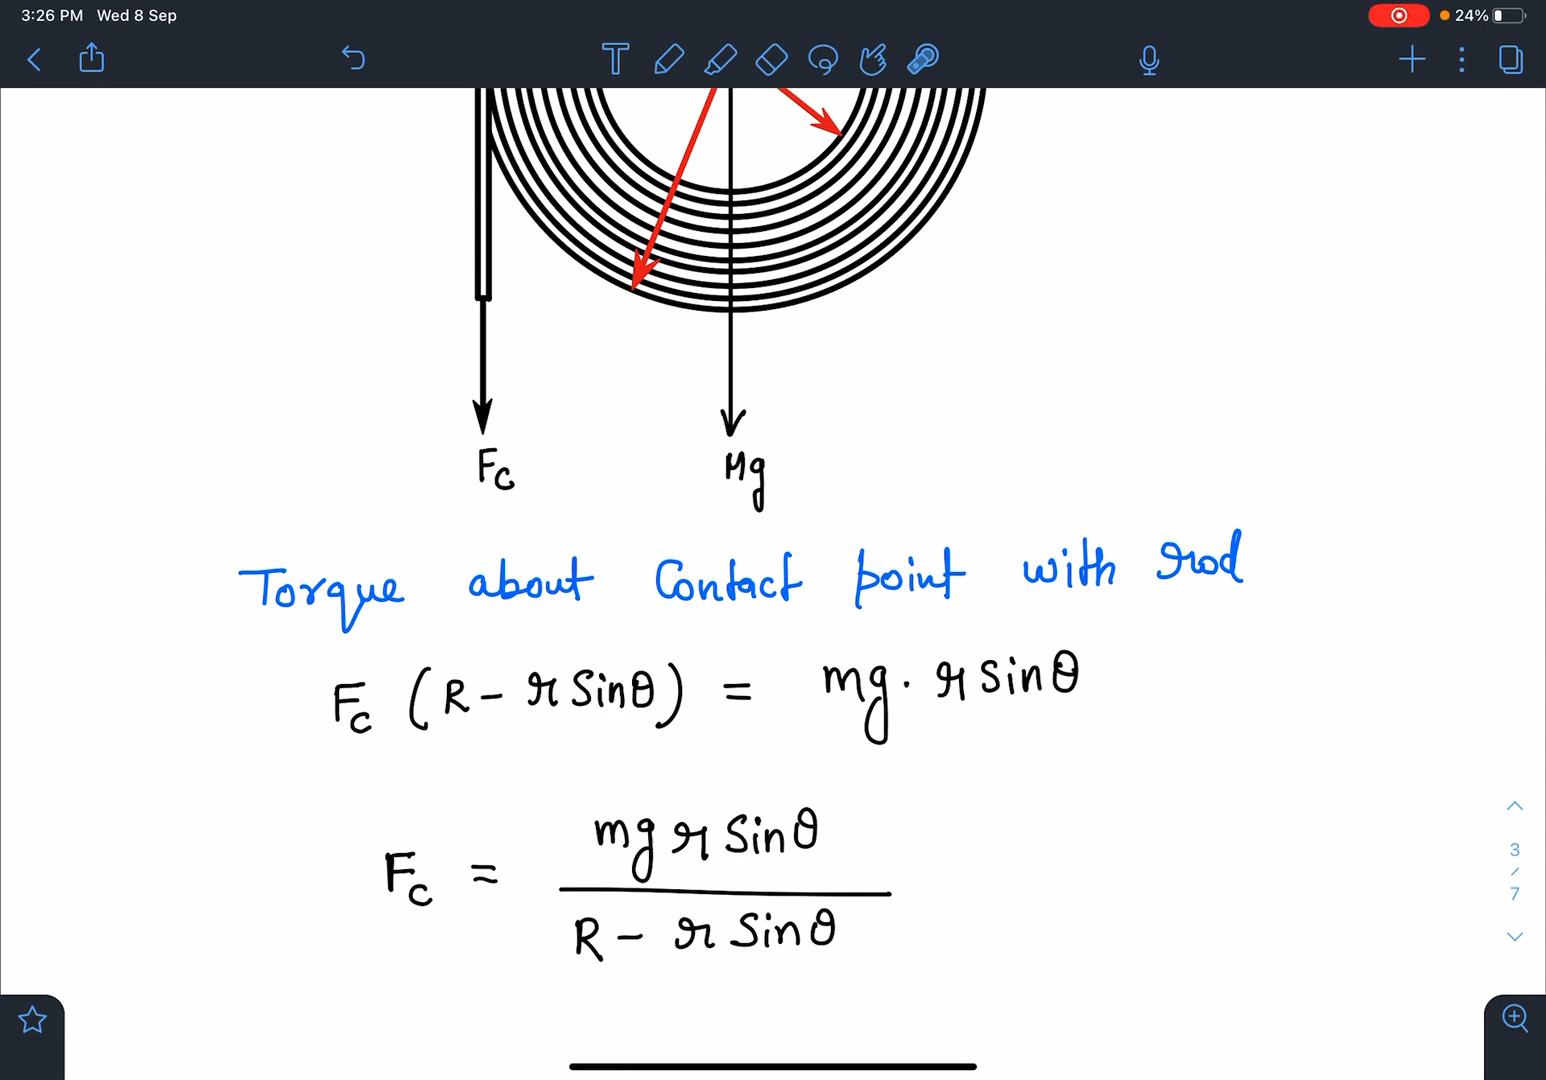 3:26 PM Wed 8 Sep
24%
T
Fc
Mg
Torque about Contact point with rod
Fc (R - r Sinθ) = mg. r sinθ
Fc = mg r Sinθ / R - r Sinθ
3
/
7